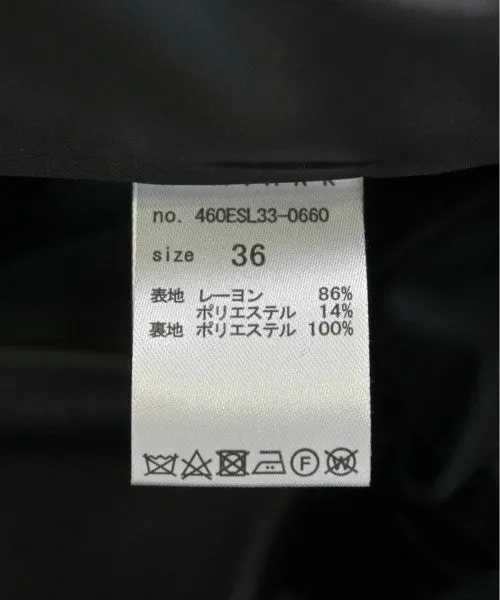 no. 460ESL33-0660
size 36
表地 レーヨン 86%
ポリエステル 14%
裏地 ポリエステル 100%
F
W